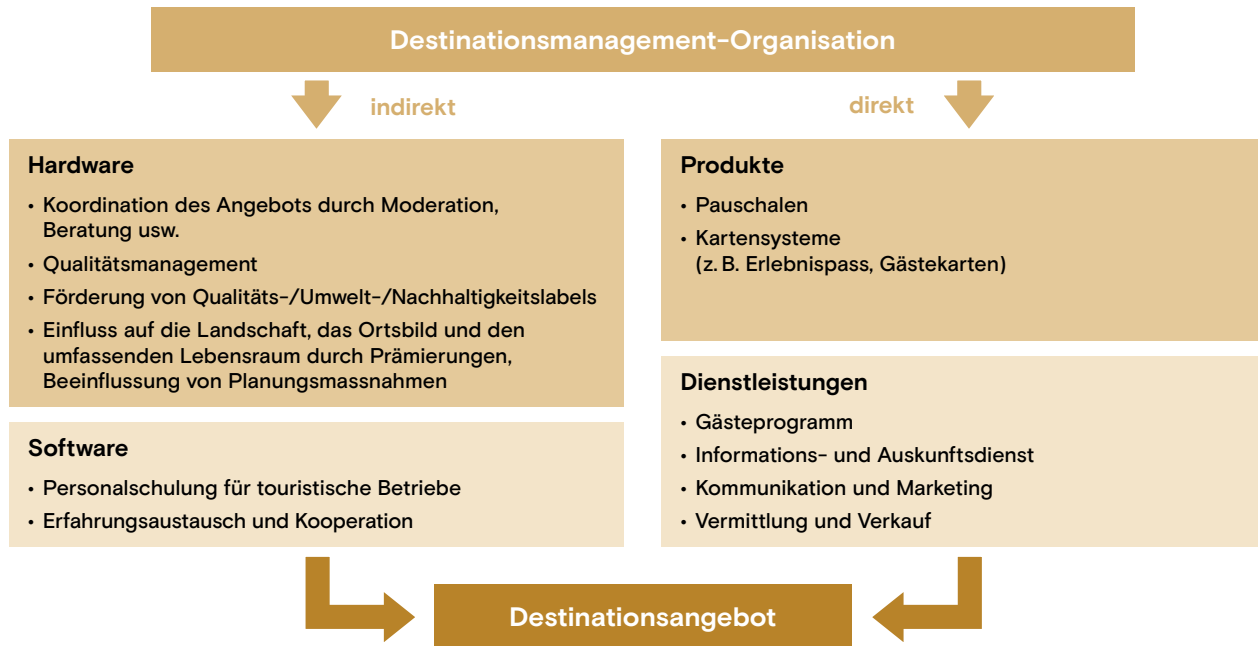 Destinationsmanagement-Organisation
indirekt
direkt
Hardware
• Koordination des Angebots durch Moderation,
Beratung usw.
• Qualitätsmanagement
• Förderung von Qualitäts-/Umwelt-/Nachhaltigkeitslabels
• Einfluss auf die Landschaft, das Ortsbild und den
umfassenden Lebensraum durch Prämierungen,
Beeinflussung von Planungsmassnahmen
Software
• Personalschulung für touristische Betriebe
• Erfahrungsaustausch und Kooperation
Produkte
• Pauschalen
• Kartensysteme
(z. B. Erlebnispass, Gästekarten)
Dienstleistungen
• Gästeprogramm
• Informations- und Auskunftsdienst
• Kommunikation und Marketing
• Vermittlung und Verkauf
Destinationsangebot